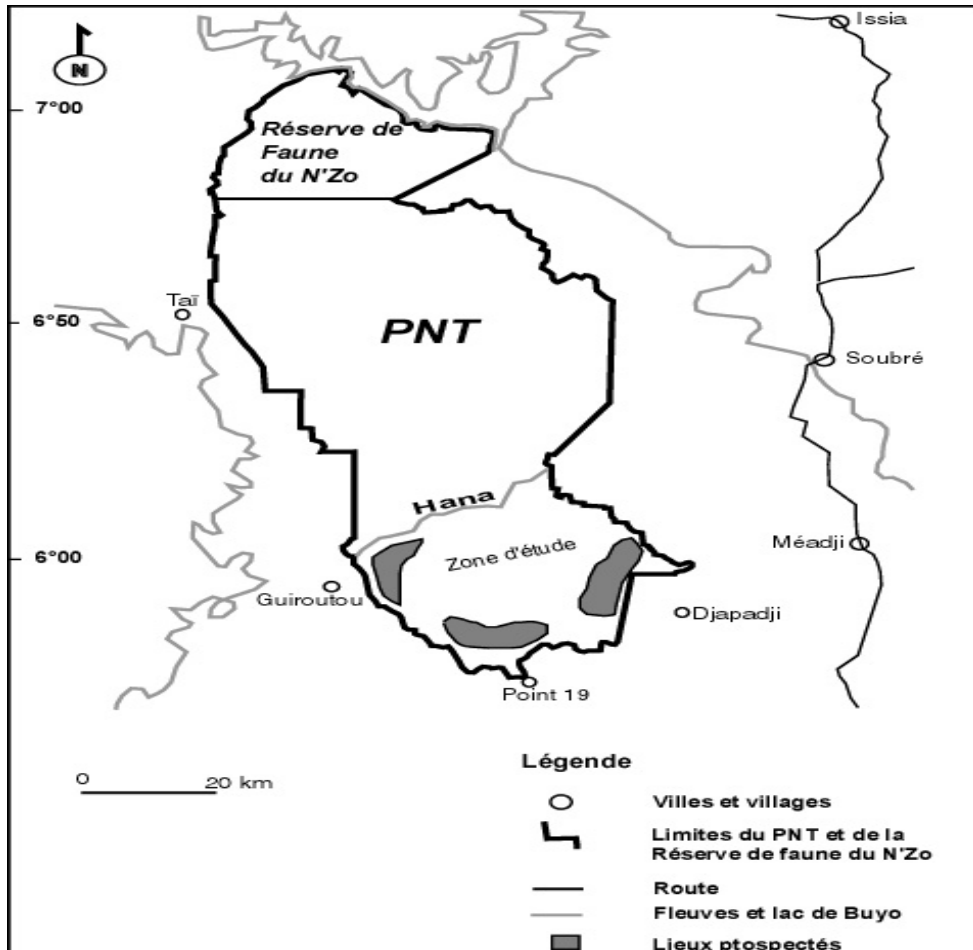 Issia
N
7°00
Réserve de
Faune
du N'Zo
Taï
6°50
PNT
Soubré
Hana
Méadji
6°00
Zone d'étude
Guiroutou
Djapadji
Point 19
0 20 km
Légende
Villes et villages
Limites du PNT et de la
Réserve de faune du N'Zo
Route
Fleuves et lac de Buyo
Lieux ptospectés